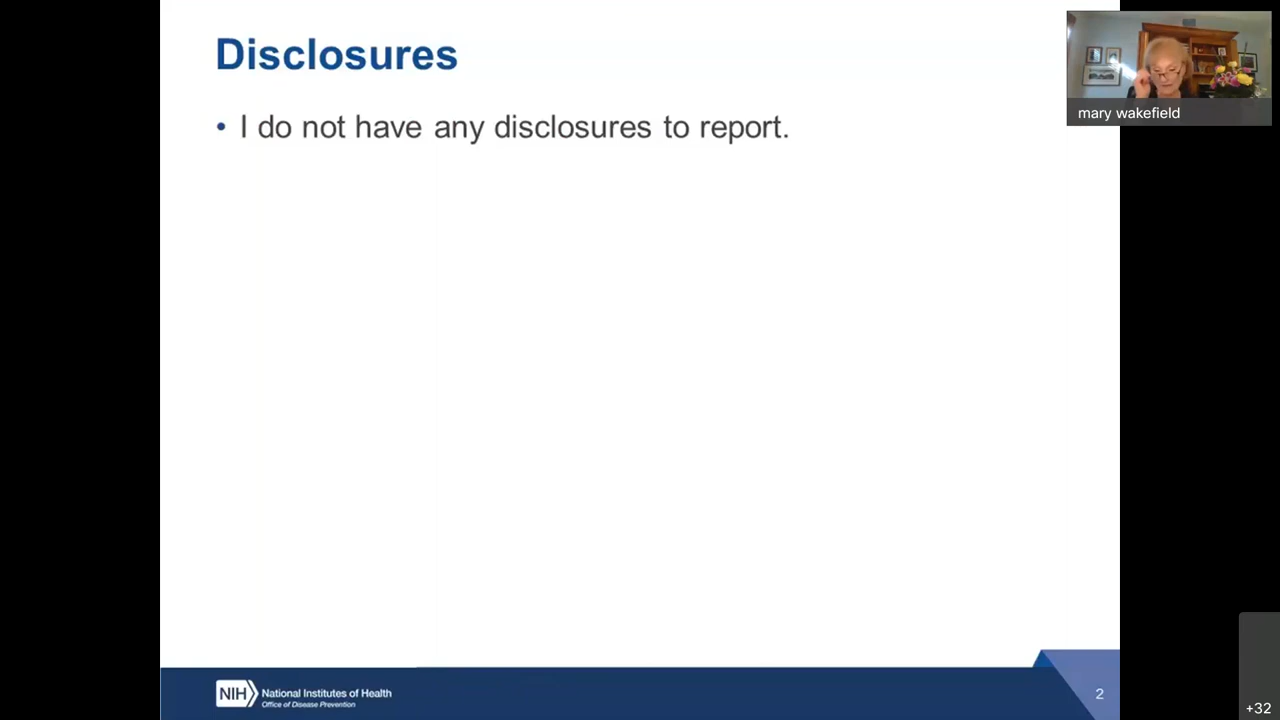 Disclosures
• I do not have any disclosures to report.
mary wakefield
NIH National Institutes of Health
Office of Disease Prevention
2
+32